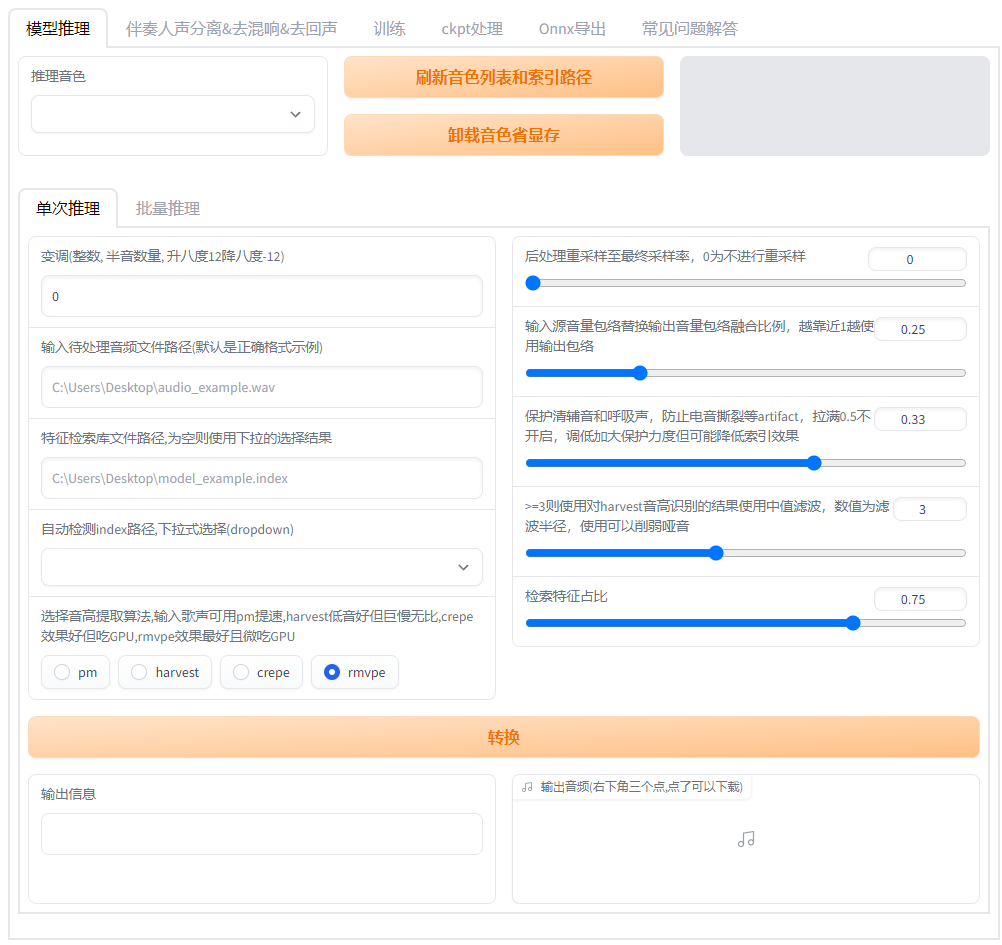 模型推理
伴奏人声分离&去混响&去回声
训练
ckpt处理
Onnx导出
常见问题解答
推理音色
刷新音色列表和索引路径
卸载音色省显存
单次推理
批量推理
变调(整数, 半音数量, 升八度12降八度-12)
0
输入待处理音频文件路径(默认是正确格式示例)
C:\Users\Desktop\audio_example.wav
特征检索库文件路径,为空则使用下拉的选择结果
C:\Users\Desktop\model_example.index
自动检测index路径,下拉式选择(dropdown)
选择音高提取算法,输入歌声可用pm提速,harvest低音好但巨慢无比,crepe
效果好但吃GPU,rmvpe效果最好且微吃GPU
pm
harvest
crepe
rmvpe
后处理重采样至最终采样率，0为不进行重采样
0
输入源音量包络替换输出音量包络融合比例，越靠近1越使
用输出包络
0.25
保护清辅音和呼吸声，防止电音撕裂等artifact，拉满0.5不
开启，调低加大保护力度但可能降低索引效果
0.33
>=3则使用对harvest音高识别的结果使用中值滤波，数值为滤
波半径，使用可以削弱哑音
3
检索特征占比
0.75
转换
输出信息
输出音频(右下角三个点,点了可以下载)